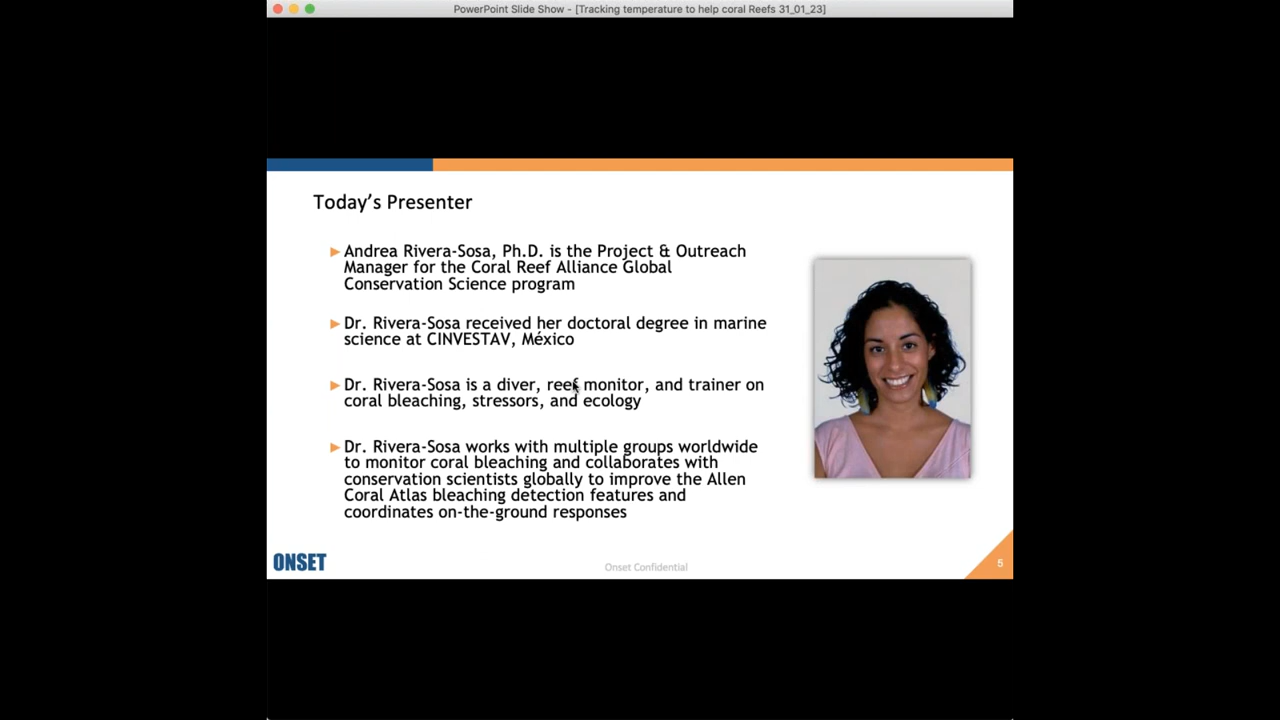 PowerPoint Slide Show - [Tracking temperature to help coral Reefs 31_01_23]
Today's Presenter
Andrea Rivera-Sosa, Ph.D. is the Project & Outreach
Manager for the Coral Reef Alliance Global
Conservation Science program
Dr. Rivera-Sosa received her doctoral degree in marine
science at CINVESTAV, México
Dr. Rivera-Sosa is a diver, reef monitor, and trainer on
coral bleaching, stressors, and ecology
Dr. Rivera-Sosa works with multiple groups worldwide
to monitor coral bleaching and collaborates with
conservation scientists globally to improve the Allen
Coral Atlas bleaching detection features and
coordinates on-the-ground responses
ONSET
Onset Confidential
5